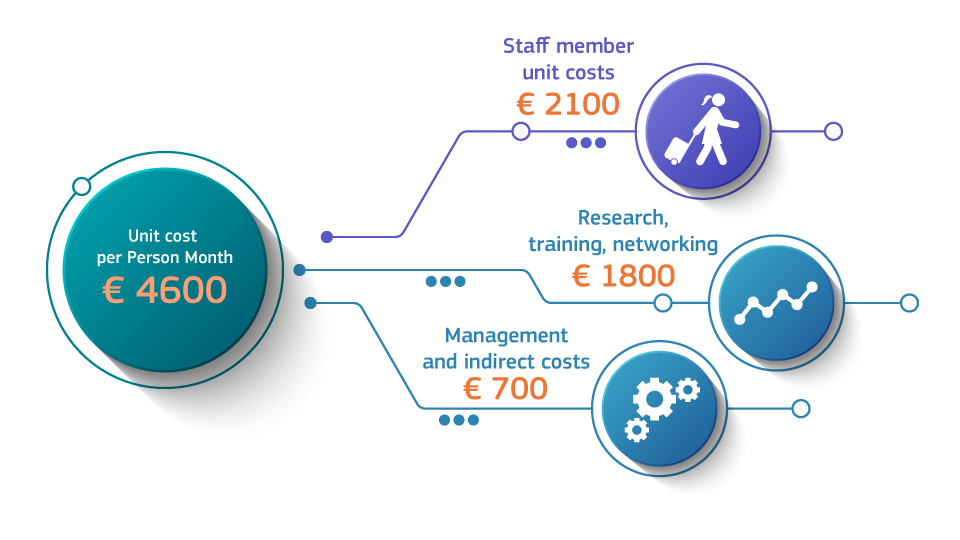 Unit cost
per Person Month
€ 4600
Staff member
unit costs
€ 2100
Research,
training, networking
€ 1800
Management
and indirect costs
€ 700